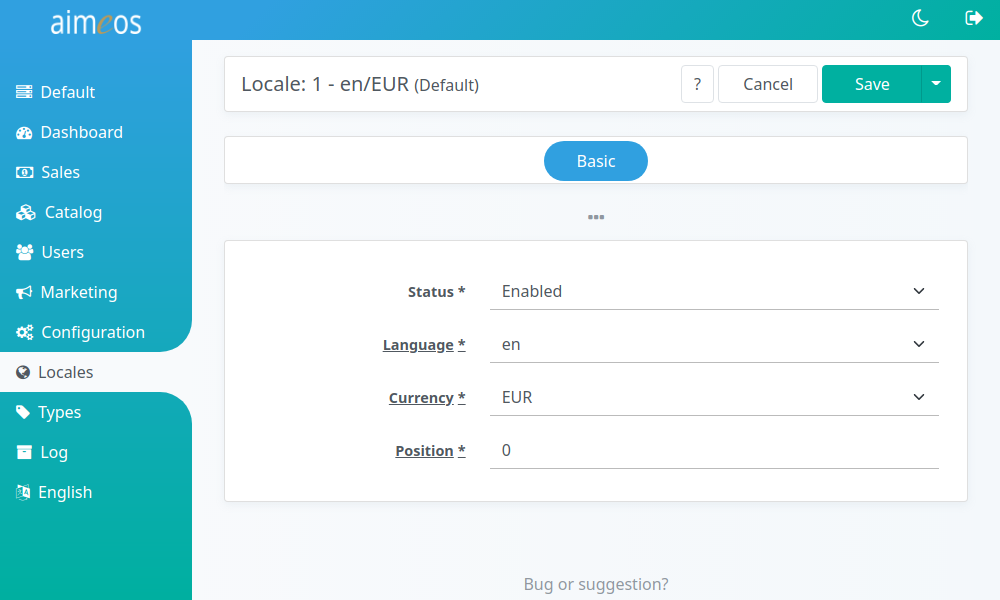 aimeos
Default
Dashboard
Sales
Catalog
Users
Marketing
Configuration
Locales
Types
Log
English
Locale: 1 - en/EUR (Default)
?
Cancel
Save
Basic
Status *
Enabled
Language *
en
Currency *
EUR
Position *
0
Bug or suggestion?